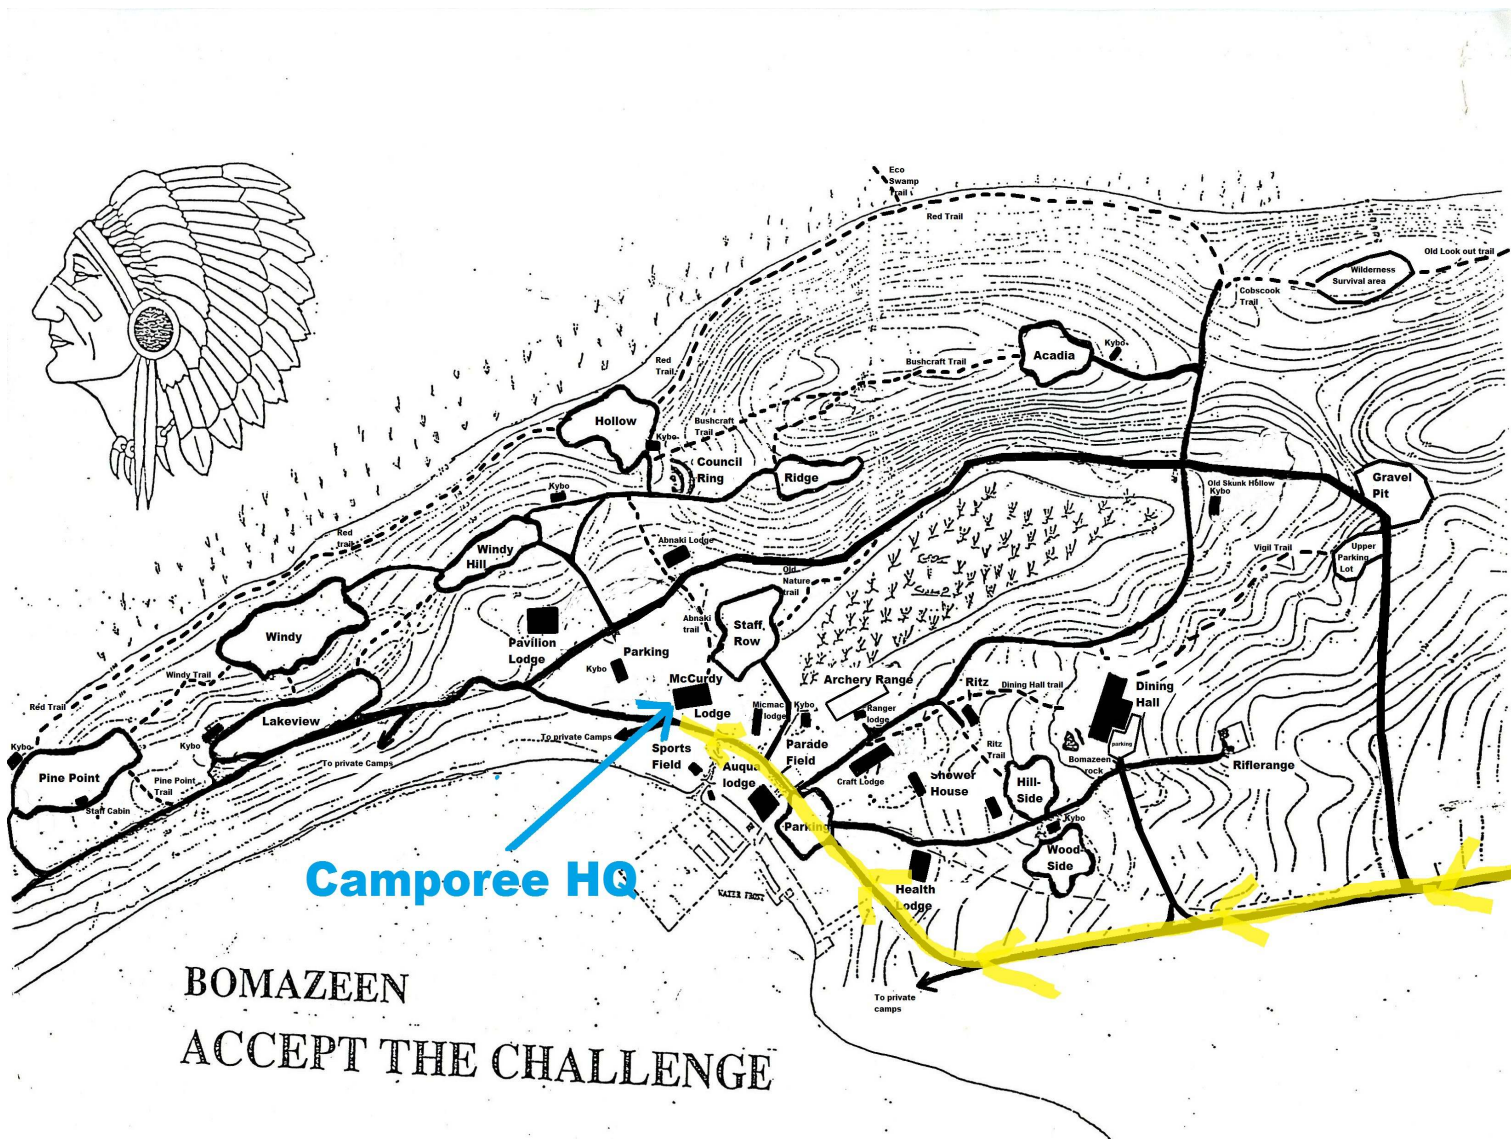 Eco
Swamp
Trail
Red Trail
Old Look out trail
Wilderness
Survival area
Cobscook
Trail
Acadia
Kybo
Bushcraft Trail
Red
Trail
Hollow
Bushcraft
Trail
Kybo
Council
Ring
Ridge
Gravel
Pit
Old Skunk Hollow
Kybo
Kybo
Red
trail
Windy
Hill
Abnaki Lodge
Vigil Trail
Upper
Parking
Lot
Old
Nature
trail
Windy
Pavilion
Lodge
Abnaki
trail
Staff
Row
Parking
Kybo
Windy Trail
McCurdy
Lodge
Archery Range
Ritz
Dining Hall trail
Dining
Hall
Red Trail
Lakeview
Micmac
lodge
Kybo
Ranger
lodge
Kybo
Kybo
To private Camps
Sports
Field
Parade
Field
Ritz
Trail
parking
Bomazeen
rock
Riflerange
Pine Point
Pine Point
Trail
To private Camps
Auqua
lodge
Craft Lodge
Shower
House
Hill-
Side
Staff Cabin
Parking
Kybo
Wood-
Side
Camporee HQ
Health
Lodge
WATER FRONT
To private
camps
BOMAZEEN
ACCEPT THE CHALLENGE